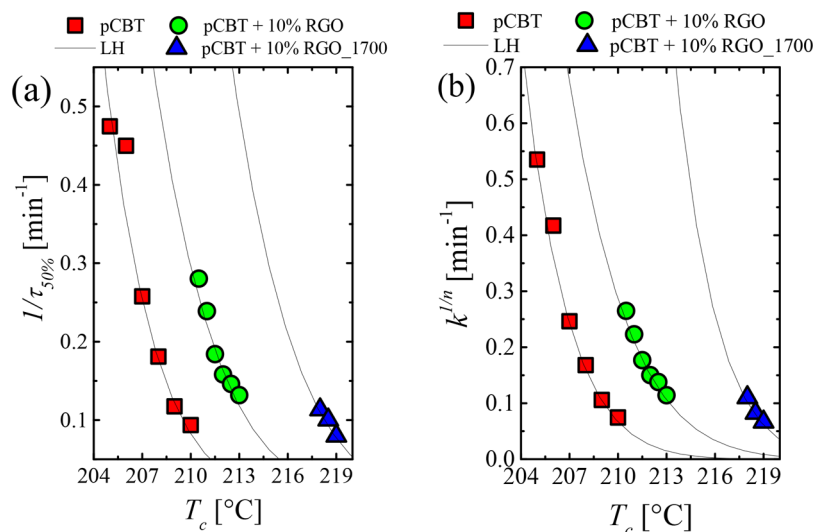 pCBT
pCBT + 10% RGO
LH
pCBT + 10% RGO_1700
(a)
0.5
0.4
0.3
0.2
0.1
1/τ50% [min-1]
204 207 210 213 216 219
Tc [°C]
pCBT
pCBT + 10% RGO
LH
pCBT + 10% RGO_1700
(b)
0.7
0.6
0.5
0.4
0.3
0.2
0.1
0.0
k1/n [min-1]
204 207 210 213 216 219
Tc [°C]